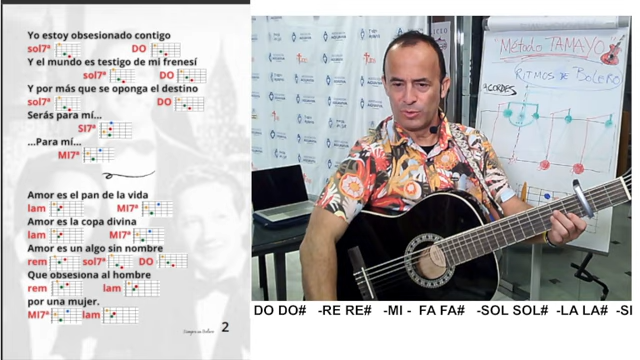 Yo estoy obsesionado contigo
sol7ª DO
Y el mundo es testigo de mi frenesí
sol7ª DO
Y por más que se oponga el destino
sol7ª DO
Serás para mí...
SI7ª
...Para mí...
MI7ª
Amor es el pan de la vida
lam MI7ª
Amor es la copa divina
lam MI7ª
Amor es un algo sin nombre
rem sol7ª DO
Que obsesiona al hombre
rem lam
por una mujer.
MI7ª lam
2
Método TAMAYO
RITMOS DE BOLERO
ACORDES
DO DO# -RE RE# -MI - FA FA# -SOL SOL# -LA LA# -SI